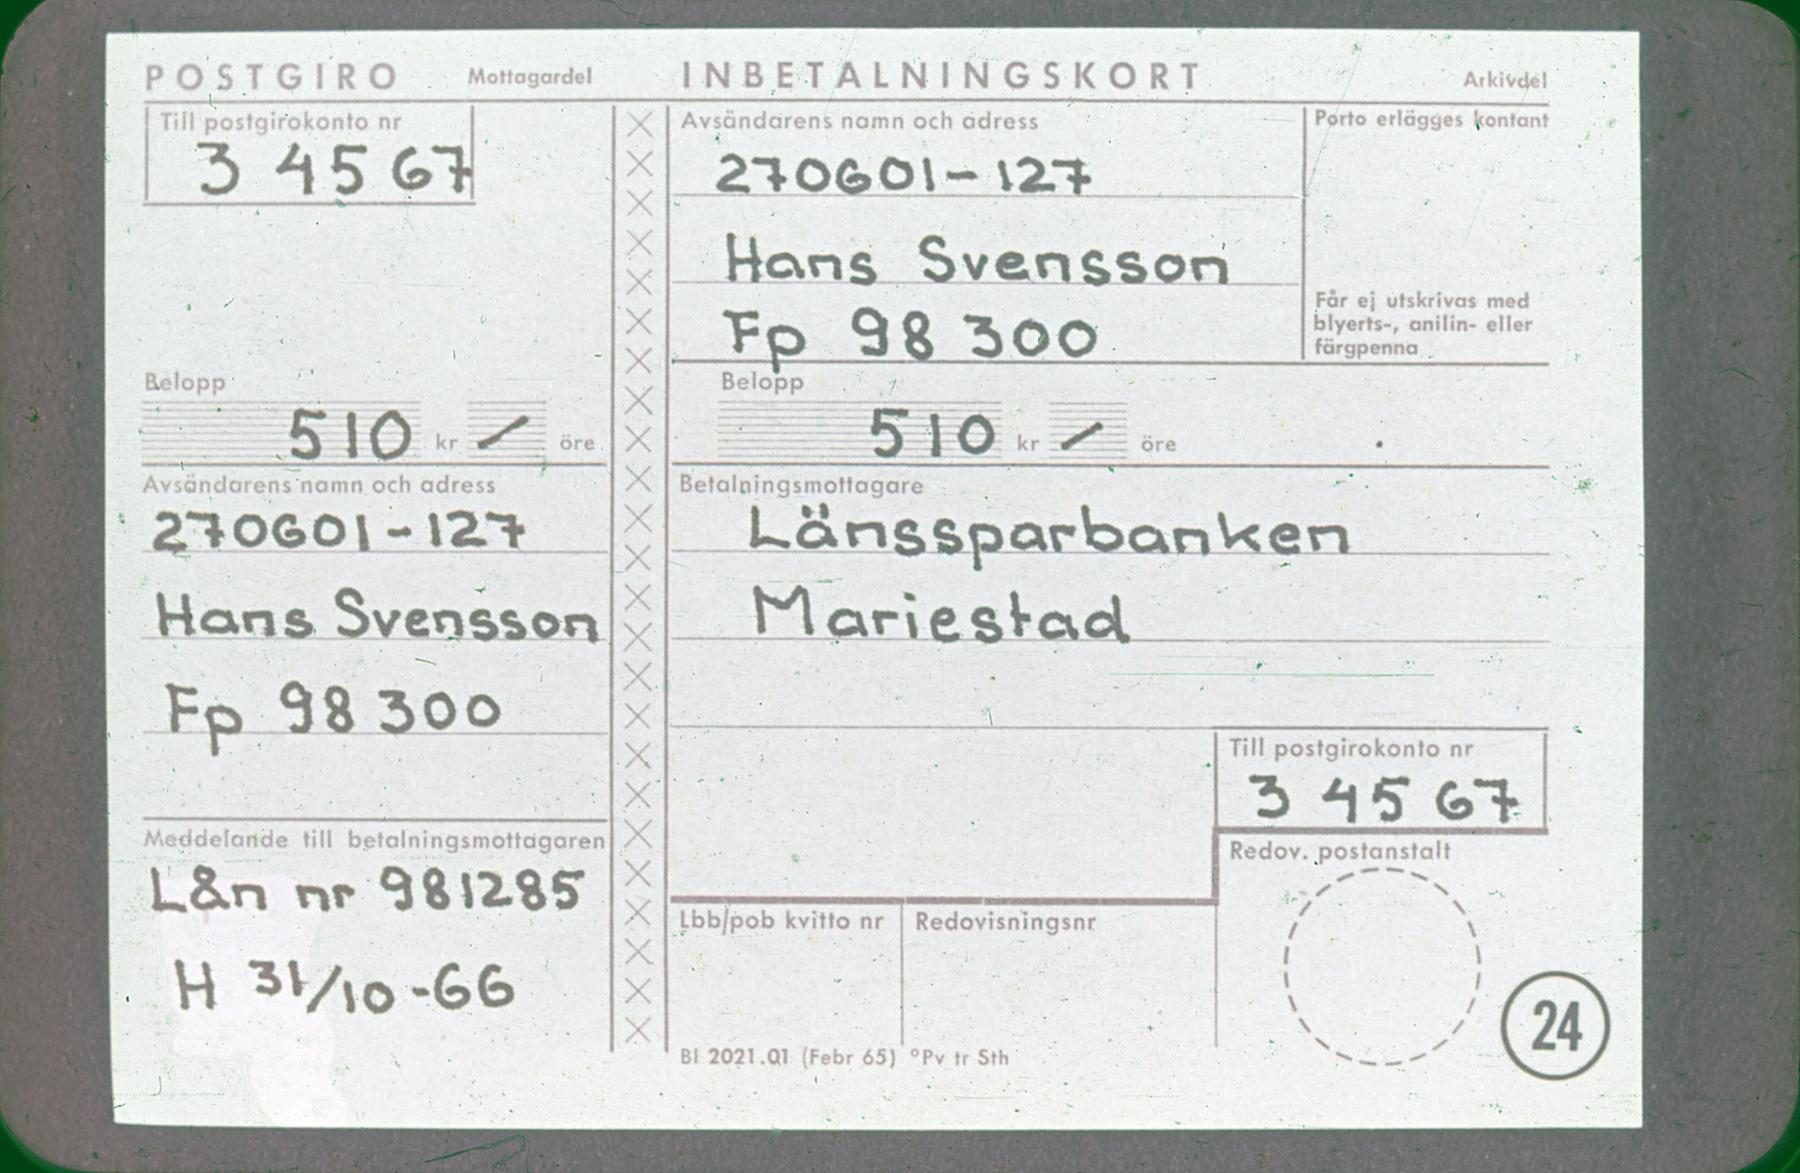 POSTGIRO Mottagardel
Till postgirokonto nr
3 45 67
Belopp
510 kr — öre
Avsändarens namn och adress
270601-127
Hans Svensson
Fp 98 300
Meddelande till betalningsmottagaren
Lån nr 981285
H 31/10-66
INBETALNINGSKORT Arkivdel
Avsändarens namn och adress
270601-127
Hans Svensson
Fp 98 300
Porto erlägges kontant
Får ej utskrivas med
blyerts-, anilin- eller
färgpenna
Belopp
510 kr — öre
Betalningsmottagare
Länssparbanken
Mariestad
Till postgirokonto nr
3 45 67
Redov. postanstalt
Lbb/pob kvitto nr
Redovisningsnr
24
Bl 2021.01 (Febr 65) °Pv tr Sth